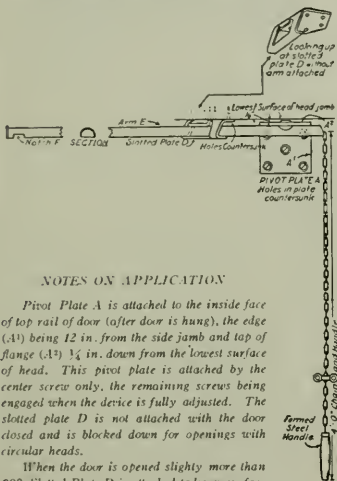 Looking up
at slotted
plate D without
arm attached
Lowest Surface of head jamb
Arm E
A²
Notch F
SECTION
Slotted Plate D
Holes Countersunk
A¹
PIVOT PLATE A
Holes in plate
countersunk
Chain and handle
Formed
Steel
Handle
NOTES ON APPLICATION
Pivot Plate A is attached to the inside face
of top rail of door (after door is hung), the edge
(A¹) being 12 in. from the side jamb and top of
flange (A²) ¼ in. down from the lowest surface
of head. This pivot plate is attached by the
center screw only, the remaining screws being
engaged when the device is fully adjusted. The
slotted plate D is not attached with the door
closed and is blocked down for openings with
circular heads.
When the door is opened slighty more than